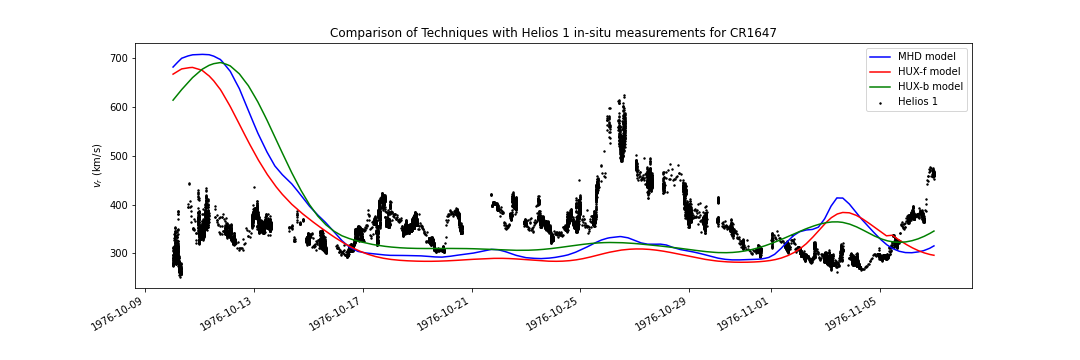 Comparison of Techniques with Helios 1 in-situ measurements for CR1647
700
600
500
400
300
vr (km/s)
MHD model
HUX-f model
HUX-b model
Helios 1
1976-10-09
1976-10-13
1976-10-17
1976-10-21
1976-10-25
1976-10-29
1976-11-01
1976-11-05